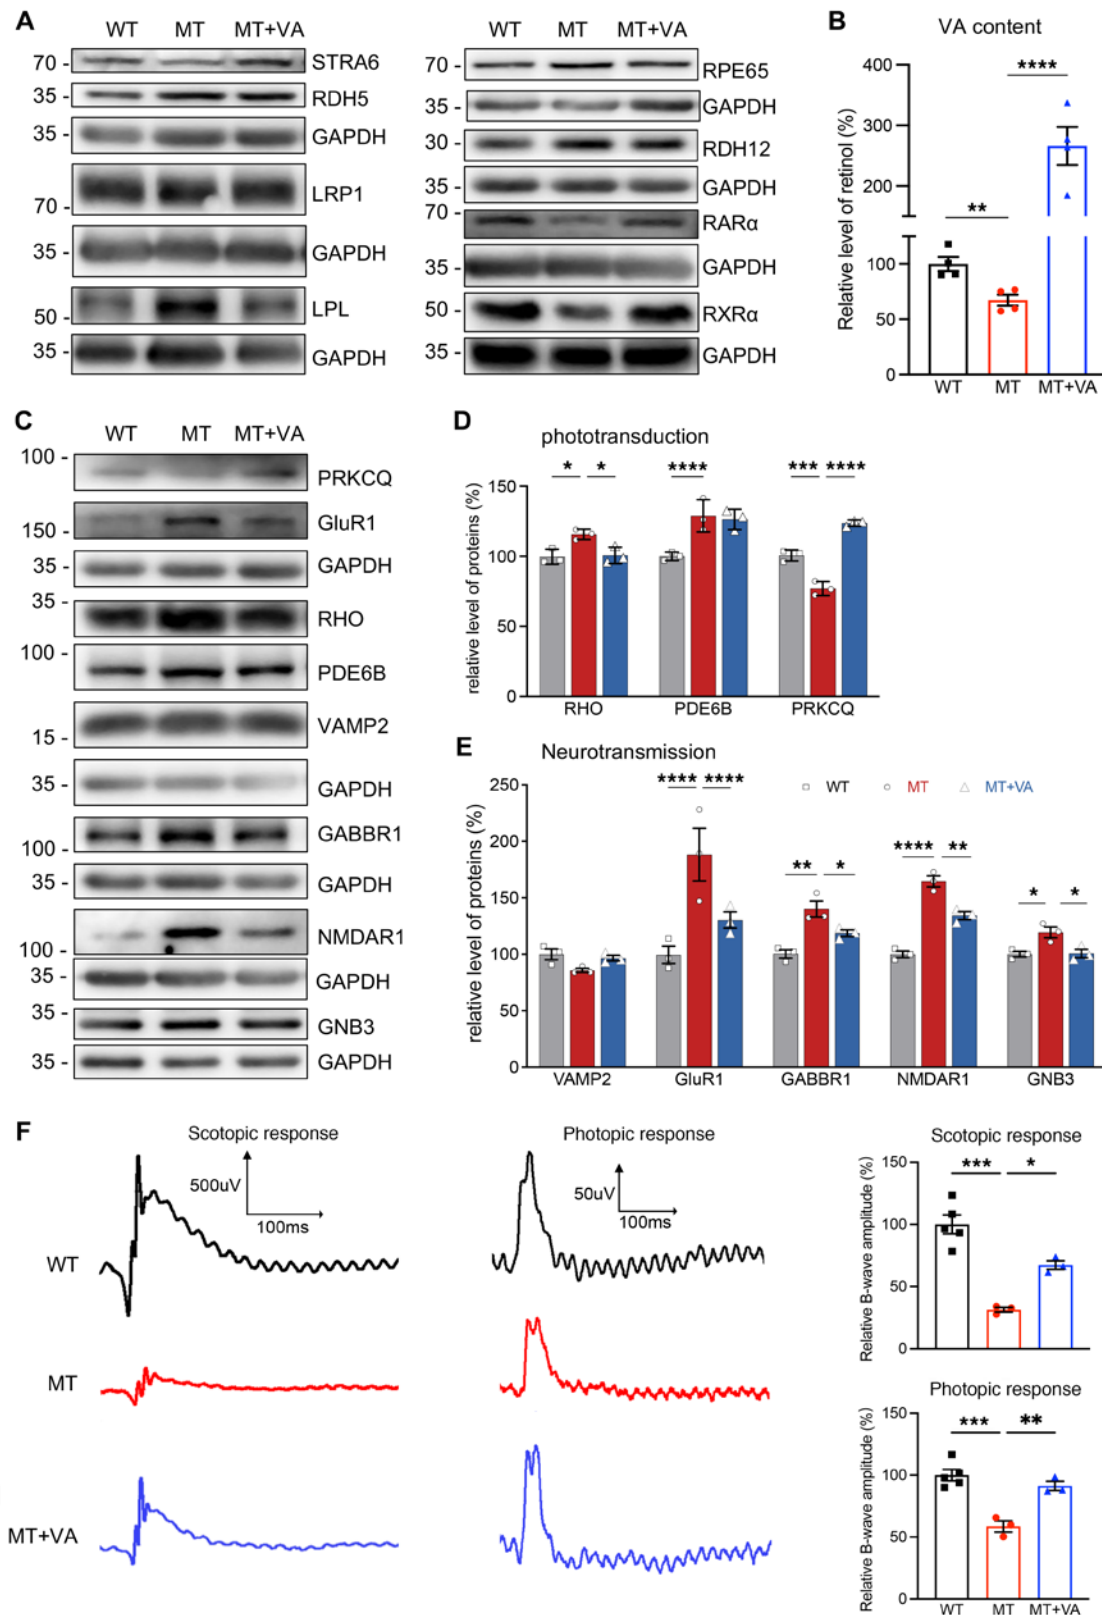 A
WT MT MT+VA
70 - STRA6
35 - RDH5
35 - GAPDH
LRP1
70 -
35 - GAPDH
LPL
50 -
35 - GAPDH
WT MT MT+VA
70 - RPE65
35 - GAPDH
30 - RDH12
35 - GAPDH
70 -
RARα
35 - GAPDH
50 - RXRα
35 - GAPDH
B
VA content
Relative level of retinol (%)
400
300
200
100
50
0
**
****
WT MT MT+VA
C
WT MT MT+VA
100 -
PRKCQ
GluR1
150 -
35 - GAPDH
35 -
RHO
100 -
PDE6B
VAMP2
15 -
35 - GAPDH
GABBR1
100 -
35 - GAPDH
NMDAR1
100 -
35 - GAPDH
35 -
GNB3
35 - GAPDH
D
phototransduction
relative level of proteins (%)
150
100
50
0
* * **** *** ****
RHO PDE6B PRKCQ
E
Neurotransmission
relative level of proteins (%)
250
200
150
100
50
0
WT MT MT+VA
**** **** ** * **** ** * *
VAMP2 GluR1 GABBR1 NMDAR1 GNB3
F
Scotopic response
500uV
100ms
Photopic response
50uV
100ms
WT
MT
MT+VA
Scotopic response
Relative B-wave amplitude (%)
150
100
50
0
*** *
Photopic response
Relative B-wave amplitude (%)
150
100
50
0
*** **
WT MT MT+VA